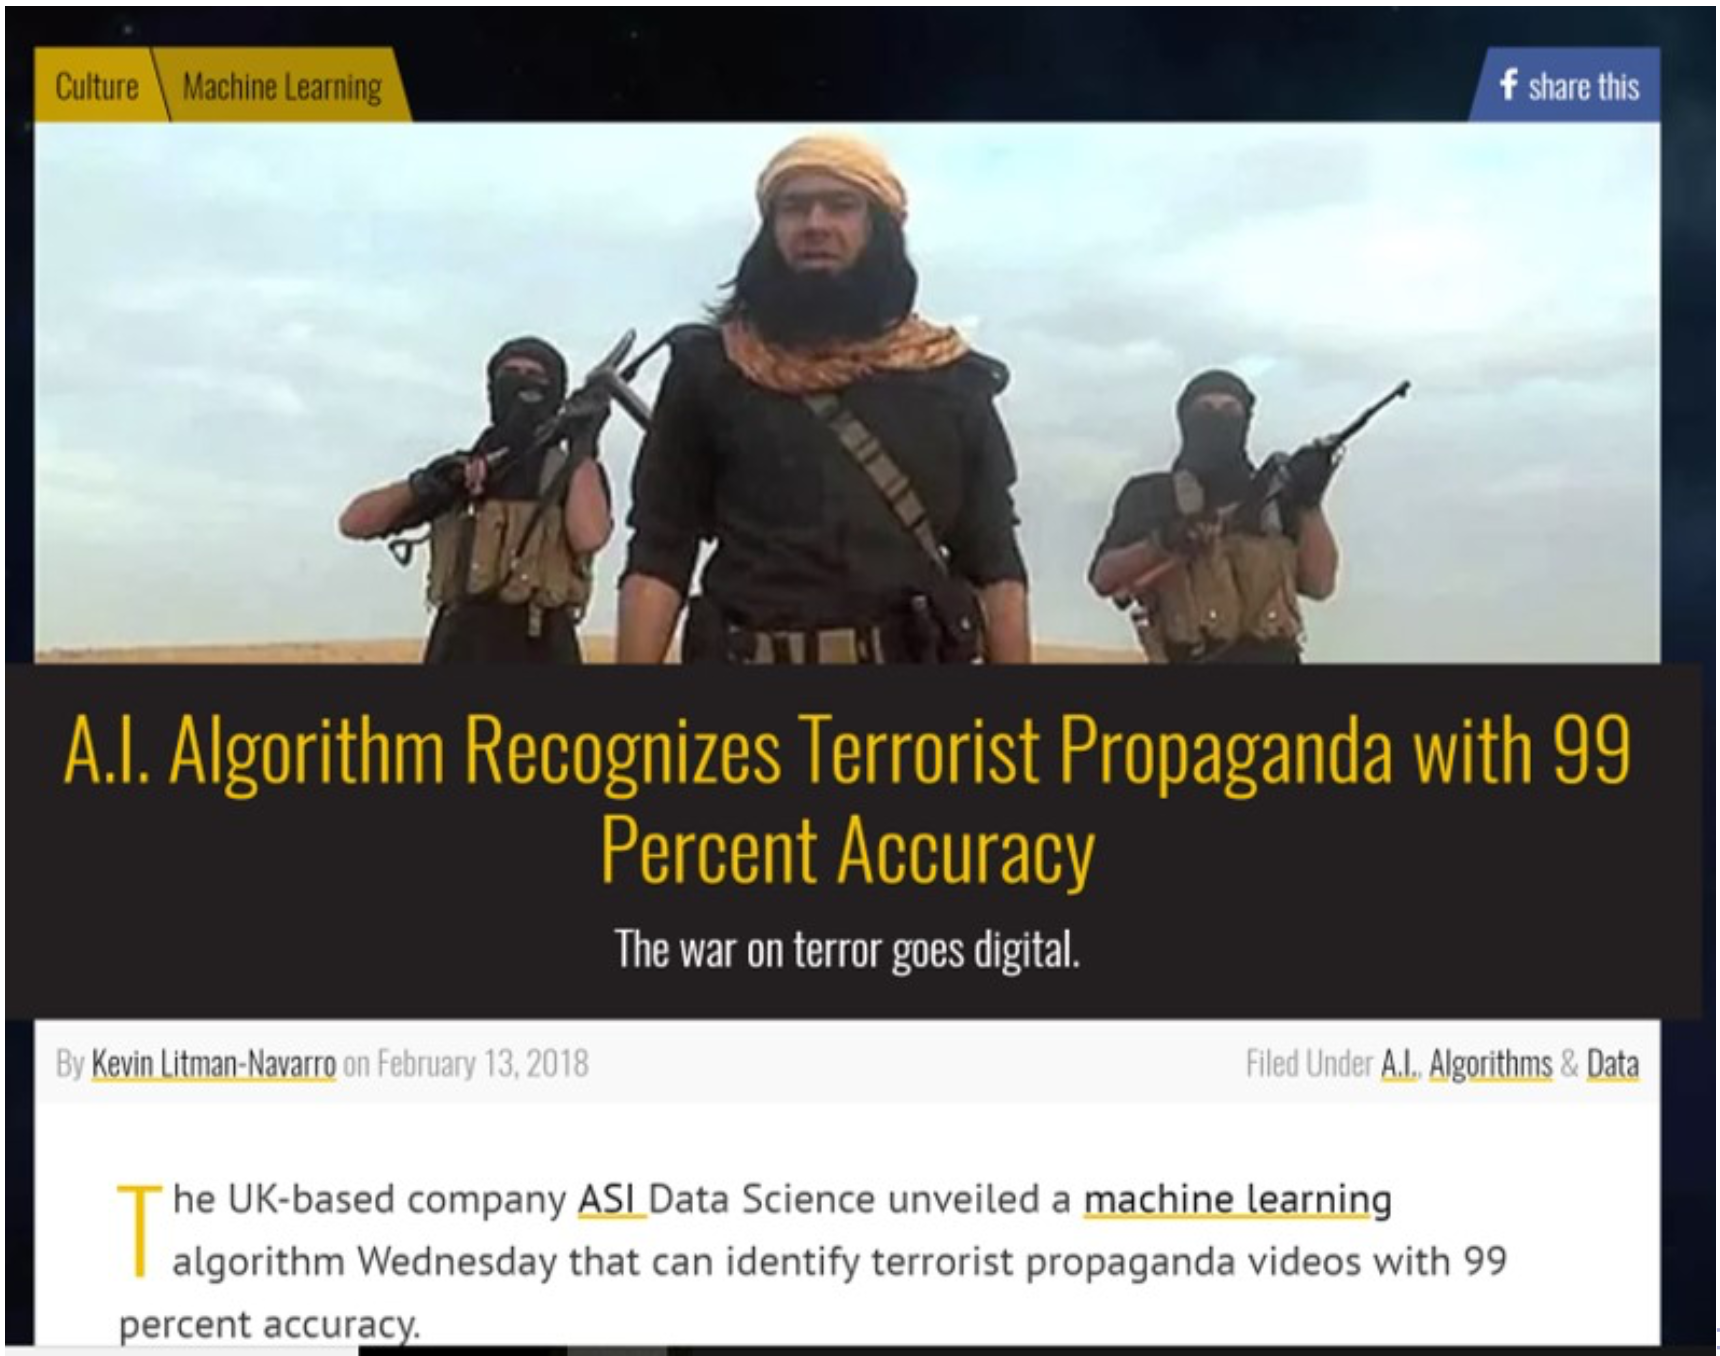 Culture Machine Learning
f share this
A.I. Algorithm Recognizes Terrorist Propaganda with 99
Percent Accuracy
The war on terror goes digital.
By Kevin Litman-Navarro on February 13, 2018
Filed Under A.I., Algorithms & Data
The UK-based company ASI Data Science unveiled a machine learning
algorithm Wednesday that can identify terrorist propaganda videos with 99
percent accuracy.